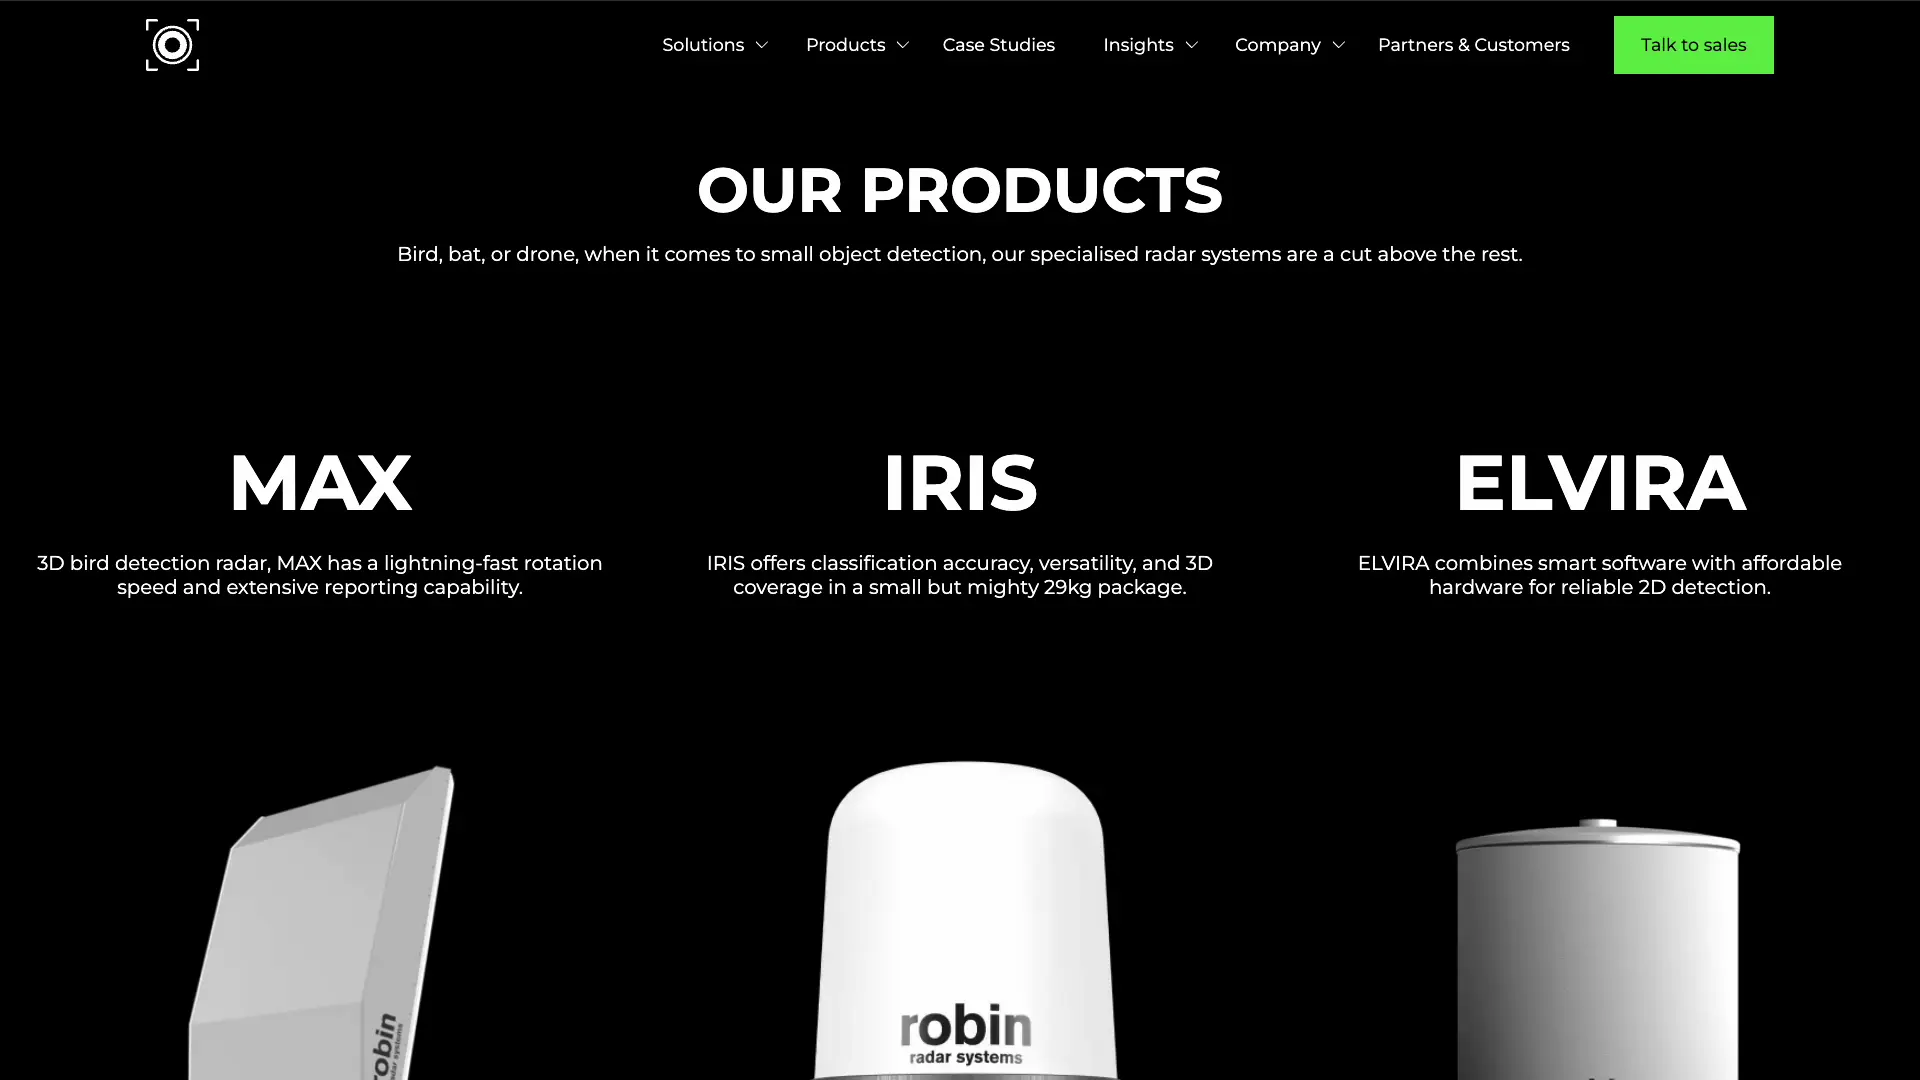 Solutions Products Case Studies Insights Company Partners & Customers Talk to sales
OUR PRODUCTS
Bird, bat, or drone, when it comes to small object detection, our specialised radar systems are a cut above the rest.
MAX
3D bird detection radar, MAX has a lightning-fast rotation
speed and extensive reporting capability.
IRIS
IRIS offers classification accuracy, versatility, and 3D
coverage in a small but mighty 29kg package.
ELVIRA
ELVIRA combines smart software with affordable
hardware for reliable 2D detection.
robin
radar systems
robin
radar systems